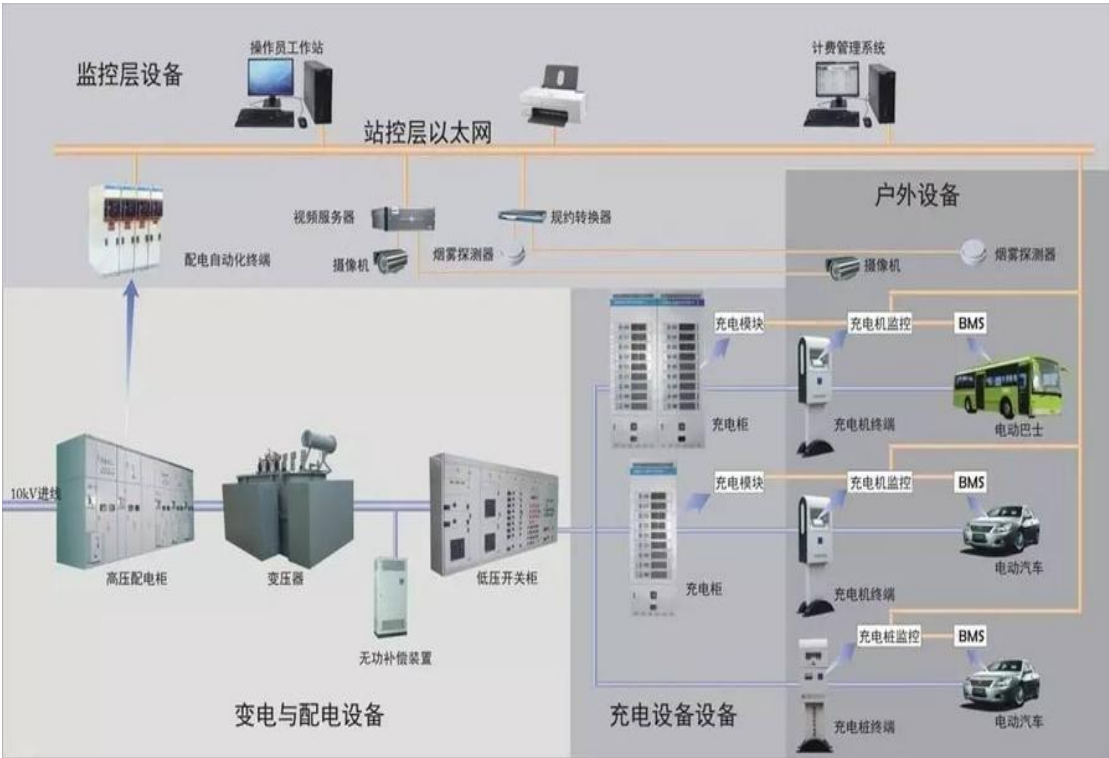 操作员工作站
计费管理系统
监控层设备
站控层以太网
户外设备
视频服务器
规约转换器
配电自动化终端
摄像机
烟雾探测器
摄像机
烟雾探测器
充电模块
充电机监控
BMS
充电柜
充电机终端
电动巴士
充电模块
充电机监控
BMS
10kV进线
高压配电柜
变压器
低压开关柜
充电柜
充电机终端
电动汽车
无功补偿装置
充电桩监控
BMS
变电与配电设备
充电设备设备
充电桩终端
电动汽车